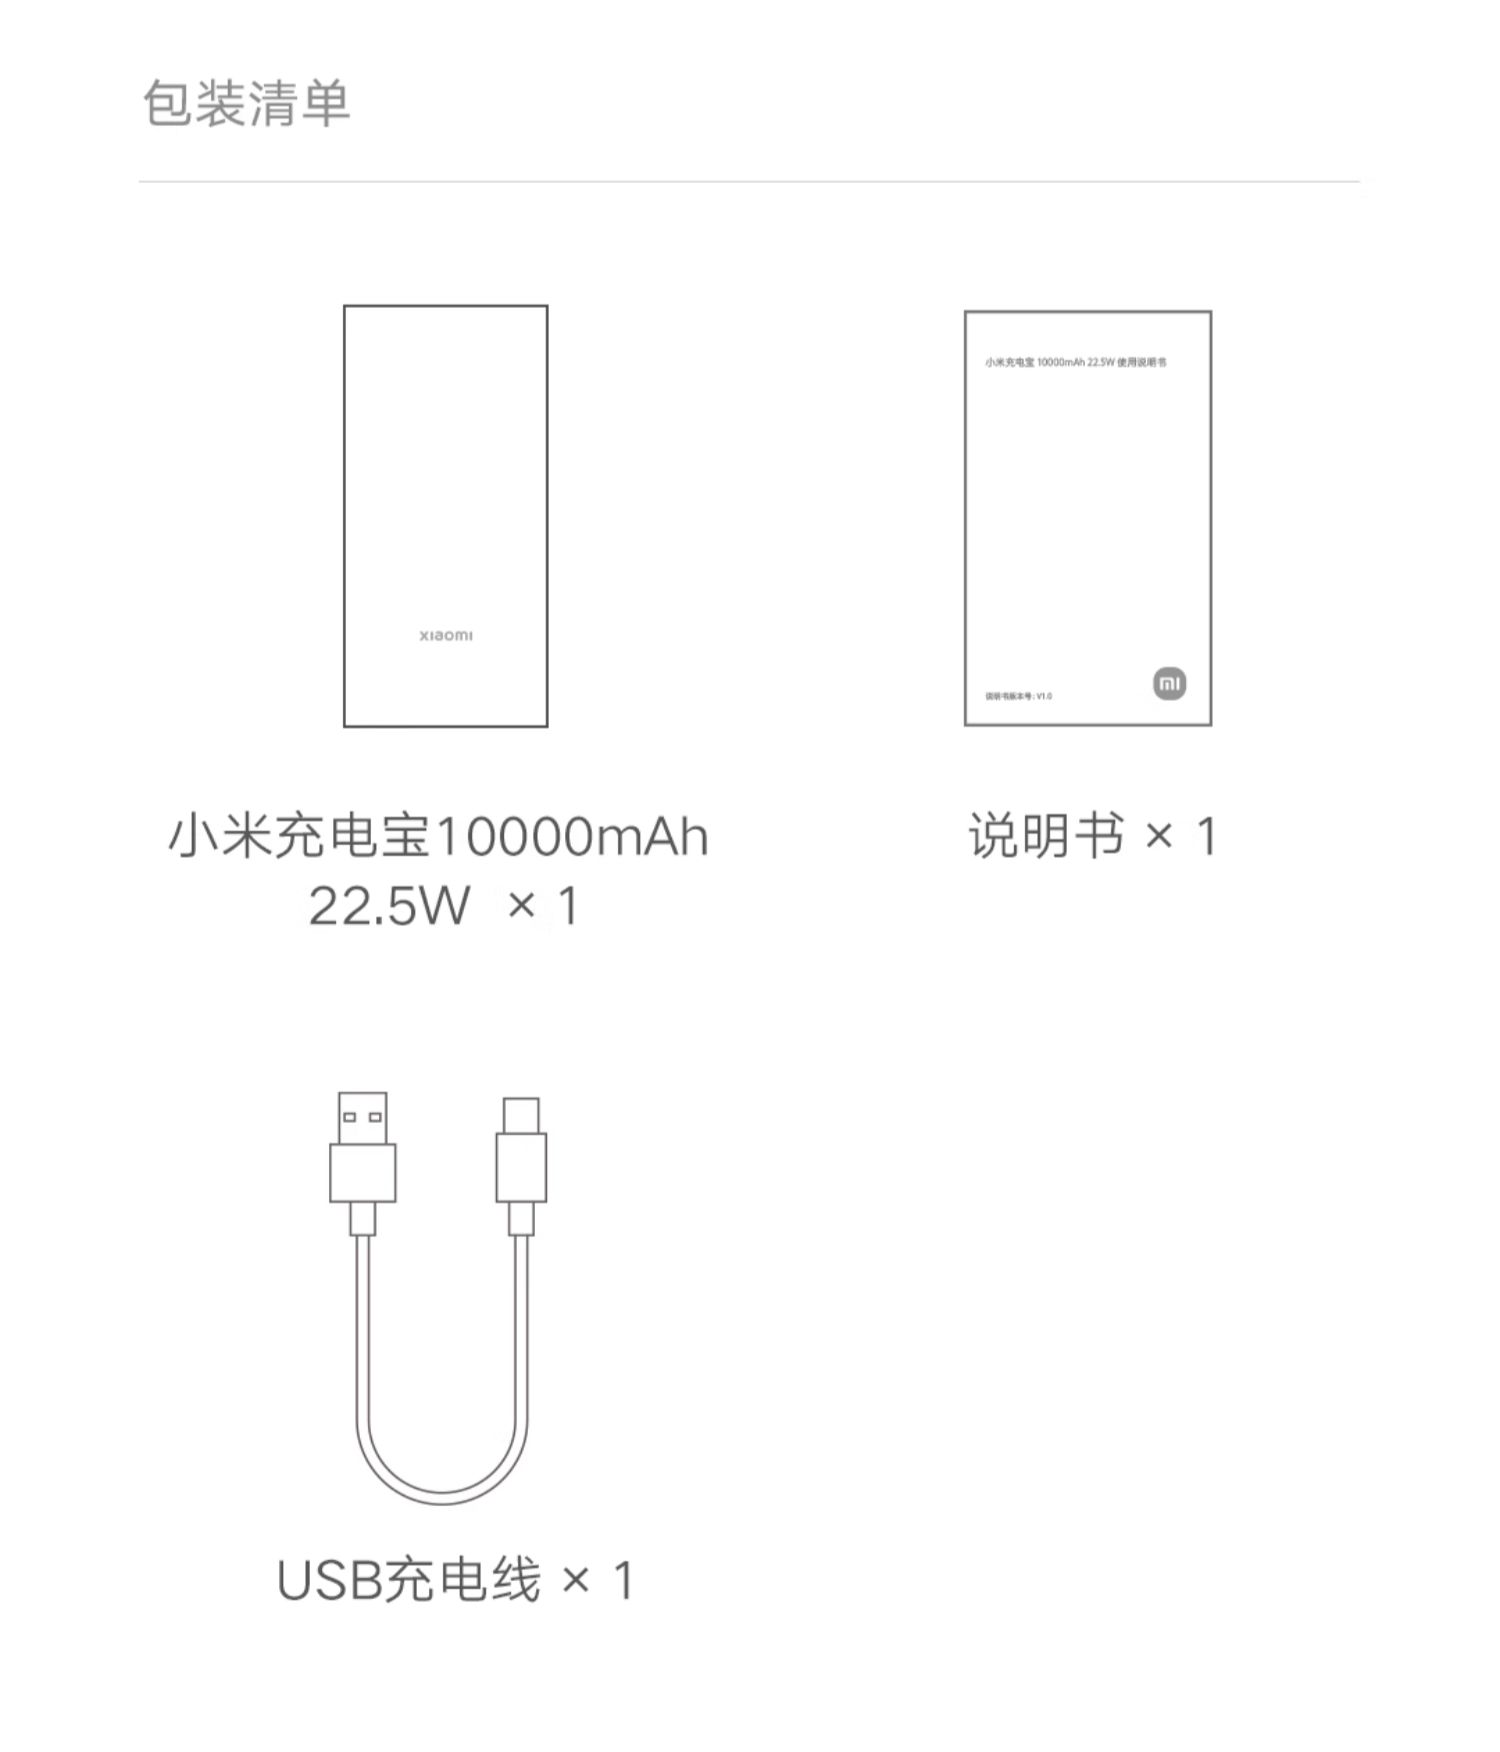 包装清单
xiaomi
小米充电宝 10000mAh 22.5W 使用说明书
说明书版本号: V1.0
mi
小米充电宝10000mAh
22.5W × 1
说明书 × 1
USB充电线 × 1